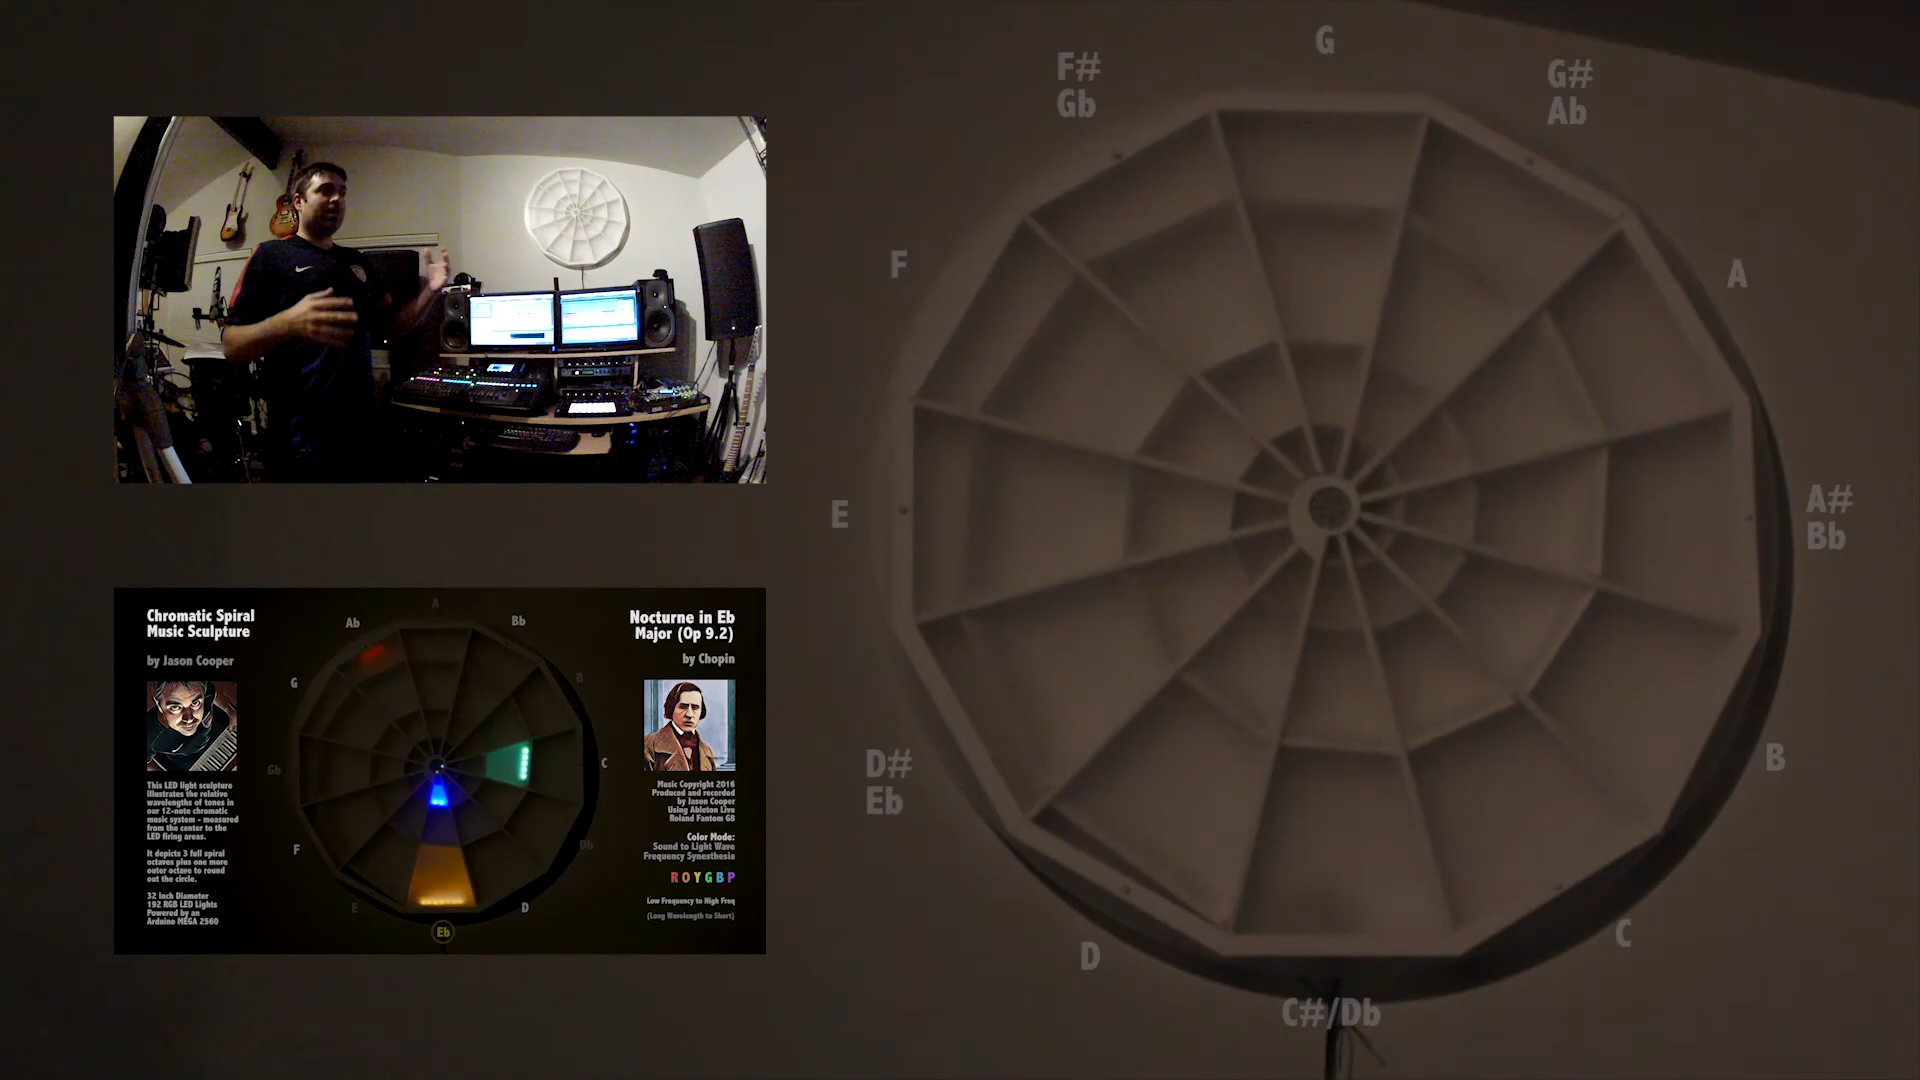 G
F#
Gb
G#
Ab
F
A
E
A#
Bb
D#
Eb
B
D
C
C#/Db
Chromatic Spiral
Music Sculpture
by Jason Cooper
This LED light sculpture
illustrates the relative
wavelengths of tones in
our 12-note chromatic
music system - measured
from the center to the
LED firing areas.
It depicts 3 full spiral
octaves plus one more
outer octave to round
out the circle.
32 Inch Diameter
192 RGB LED Lights
Powered by an
Arduino MEGA 2560
A
Ab
Bb
G
B
Gb
C
F
Db
E
D
Eb
Nocturne in Eb
Major (Op 9.2)
by Chopin
Music Copyright 2016
Produced and recorded
by Jason Cooper
Using Ableton Live
Roland Fantom G8
Color Mode:
Sound to Light Wave
Frequency Synesthesia
R O Y G B P
Low Frequency to High Freq
(Long Wavelength to Short)